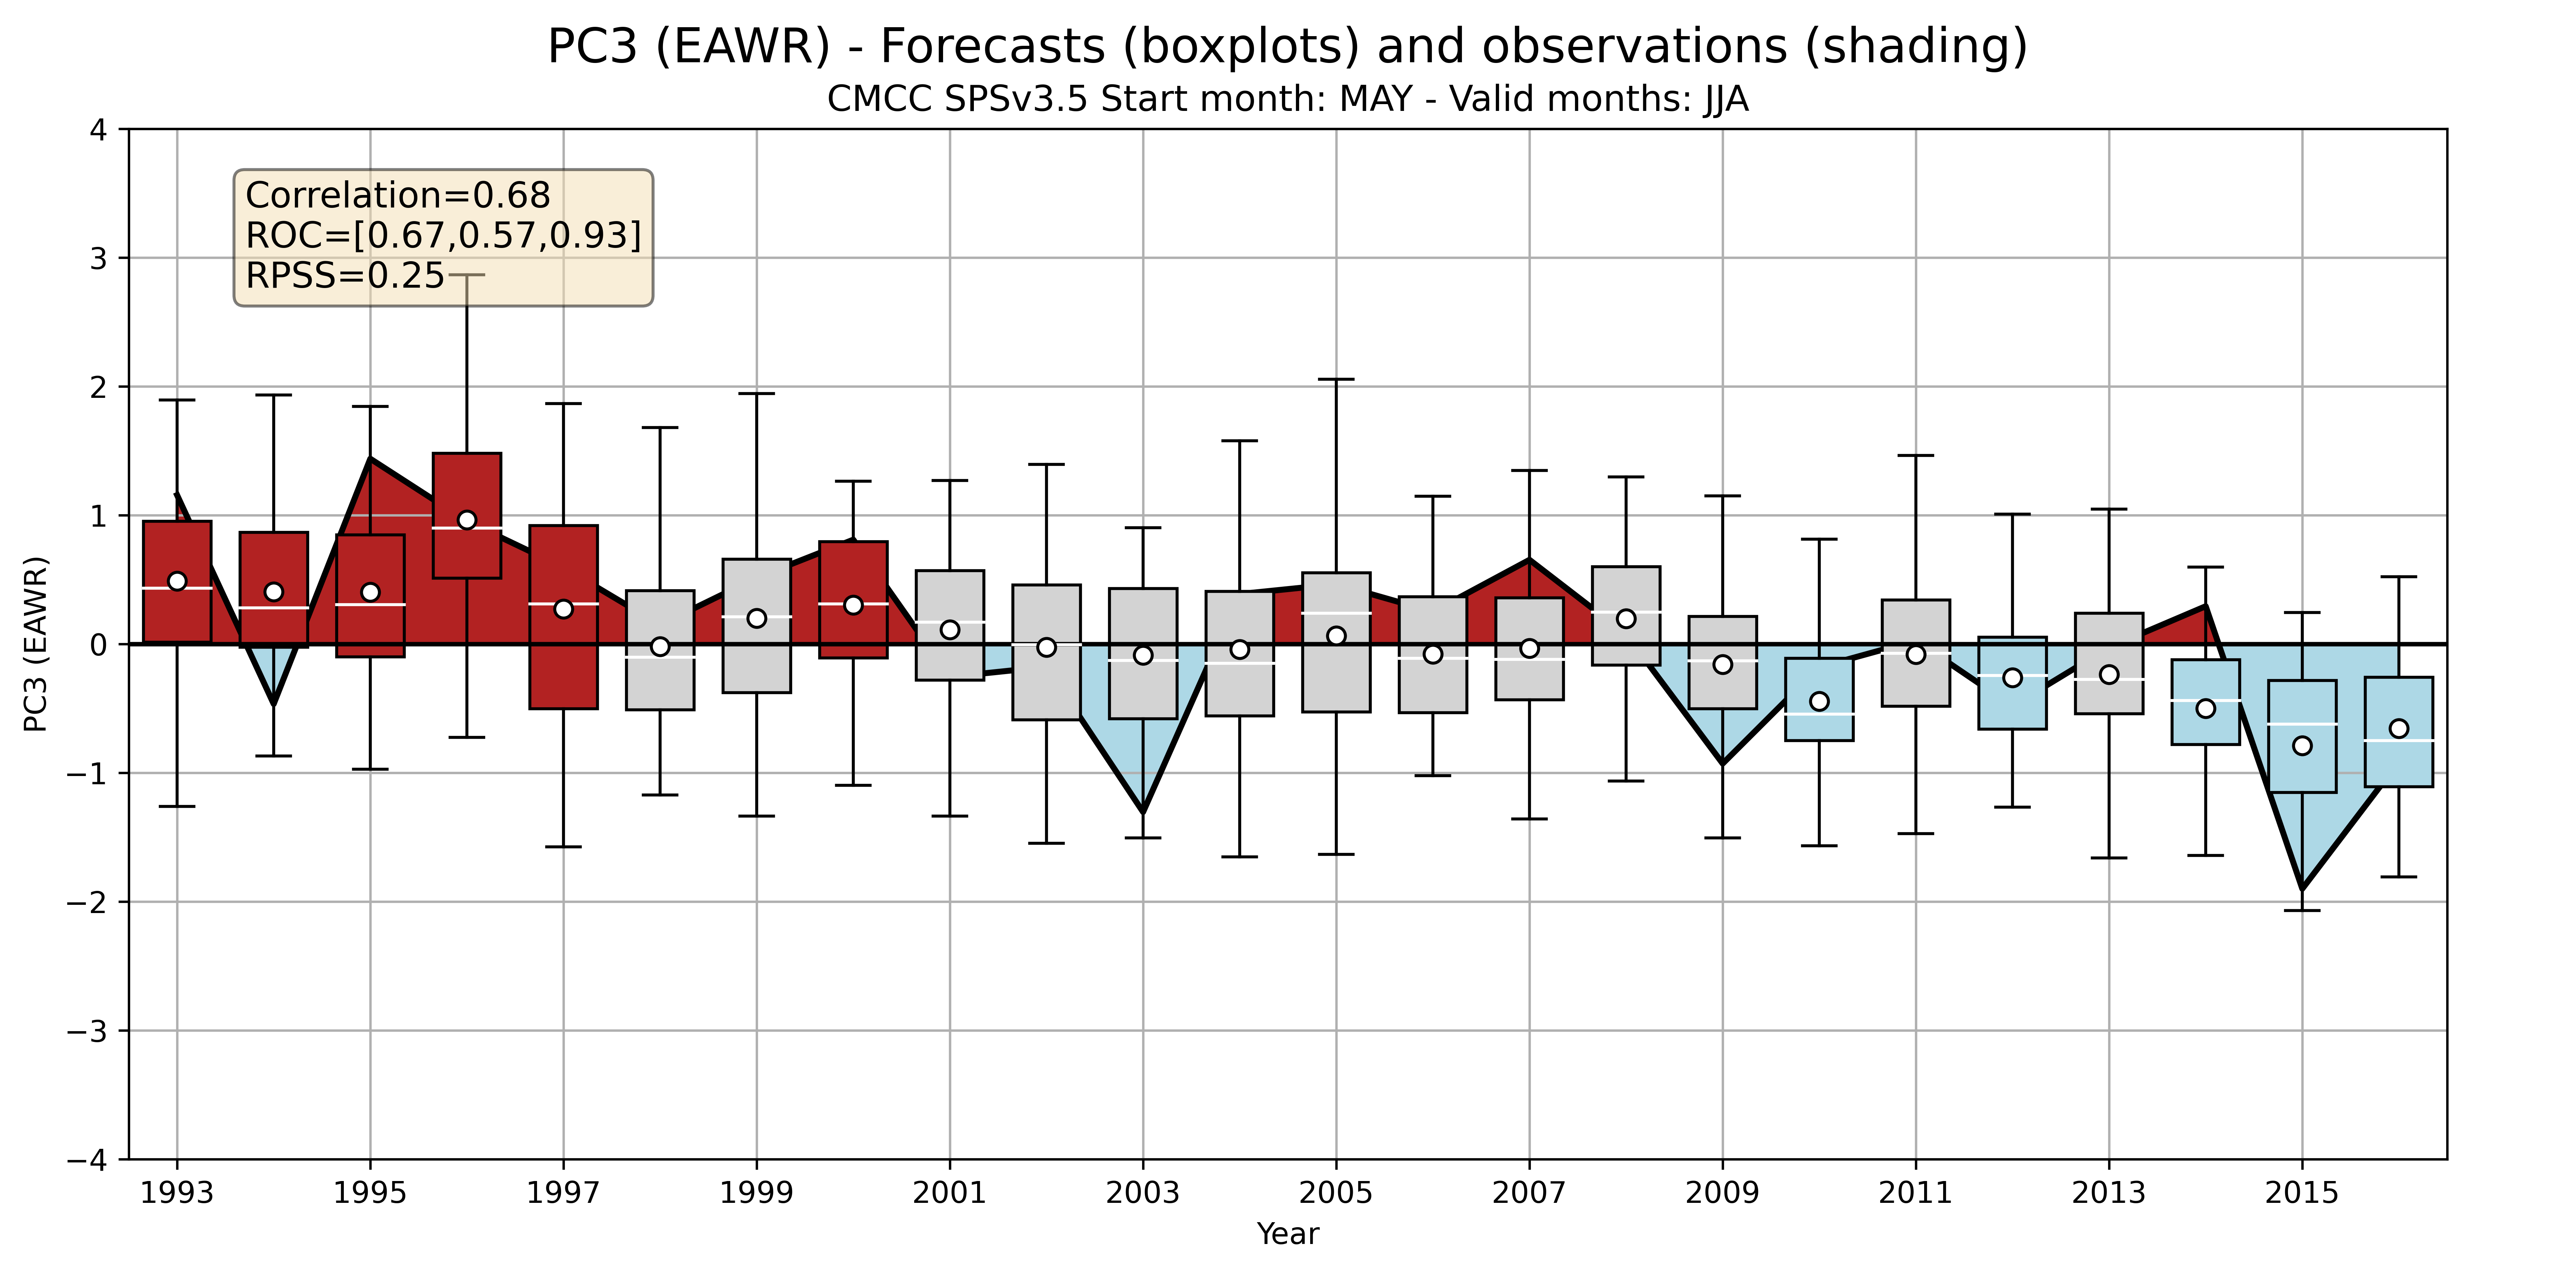 PC3 (EAWR) - Forecasts (boxplots) and observations (shading)
CMCC SPSv3.5 Start month: MAY - Valid months: JJA
Correlation=0.68
ROC=[0.67,0.57,0.93]
RPSS=0.25
PC3 (EAWR)
4
3
2
1
0
−1
−2
−3
−4
1993 1995 1997 1999 2001 2003 2005 2007 2009 2011 2013 2015
Year